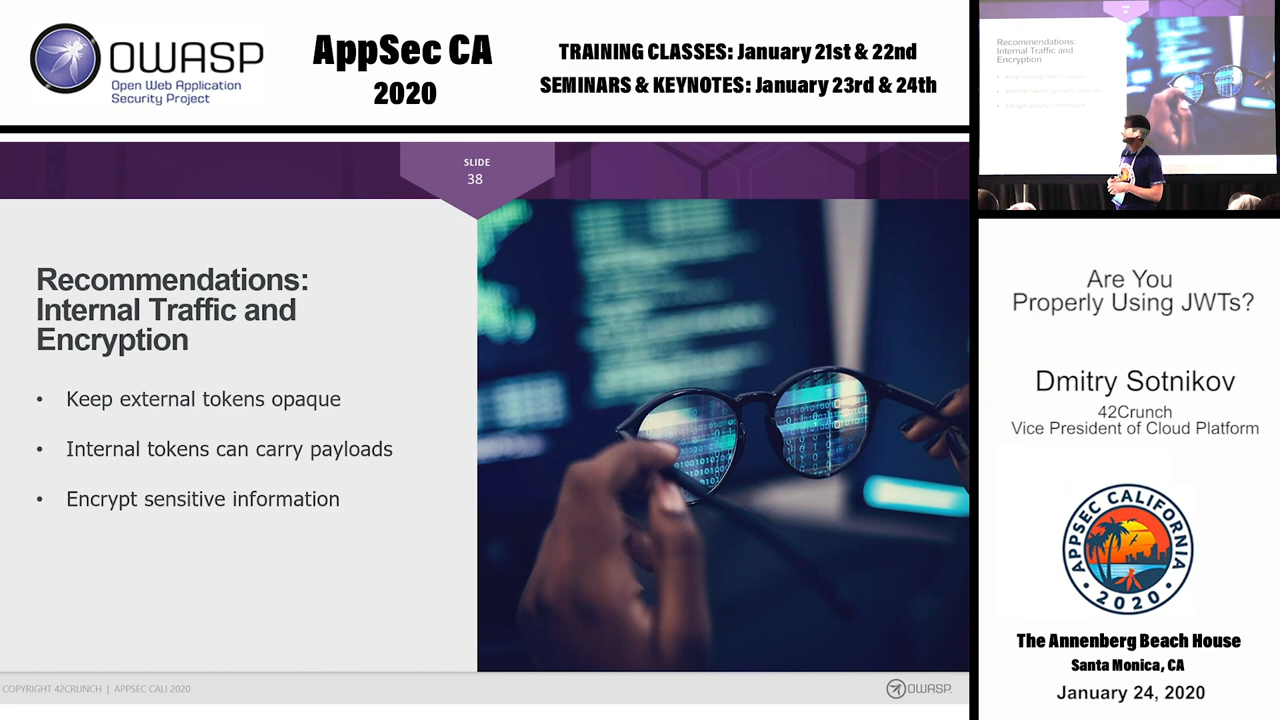 OWASP
Open Web Application
Security Project
AppSec CA
2020
TRAINING CLASSES: January 21st & 22nd
SEMINARS & KEYNOTES: January 23rd & 24th
SLIDE
38
Recommendations:
Internal Traffic and
Encryption
• Keep external tokens opaque
• Internal tokens can carry payloads
• Encrypt sensitive information
COPYRIGHT 42CRUNCH | APPSEC CALI 2020
OWASP
Recommendations:
Internal Traffic and
Encryption
Are You
Properly Using JWTs?
Dmitry Sotnikov
42Crunch
Vice President of Cloud Platform
APPSEC CALIFORNIA
• 2020 •
The Annenberg Beach House
Santa Monica, CA
January 24, 2020